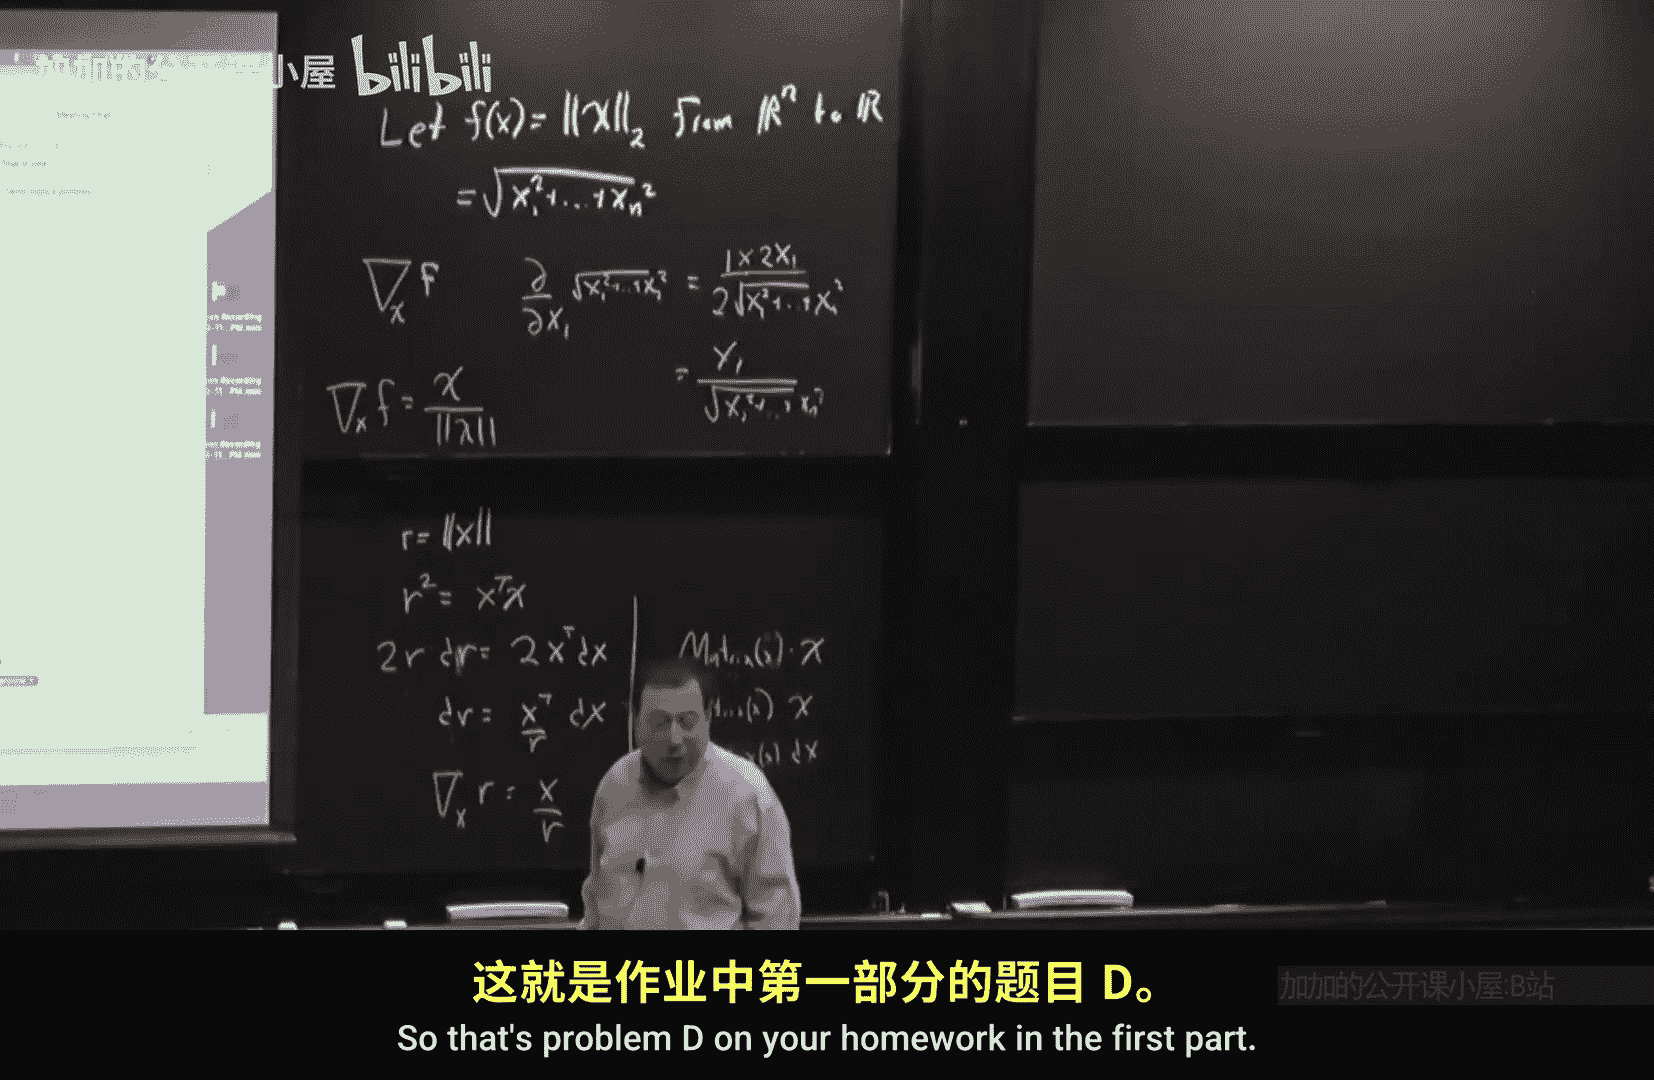 小屋 bilibili
Let f(x) = ||x||₂ from ℝⁿ to ℝ
= √(x₁² + ... + xₙ²)
∇ₓ f
∂/∂x₁ √(x₁² + ... + xₙ²) = (1 × 2x₁) / (2√(x₁² + ... + xₙ²))
= x₁ / √(x₁² + ... + xₙ²)
∇ₓ f = x / ||x||
r = ||x||
r² = xᵀx
2r dr = 2xᵀdx
dr = xᵀ/r dx
∇ₓ r = x/r
(x) · x
(x) x
(x) dx
这就是作业中第一部分的题目 D。
加加的公开课小屋:B站
So that's problem D on your homework in the first part.